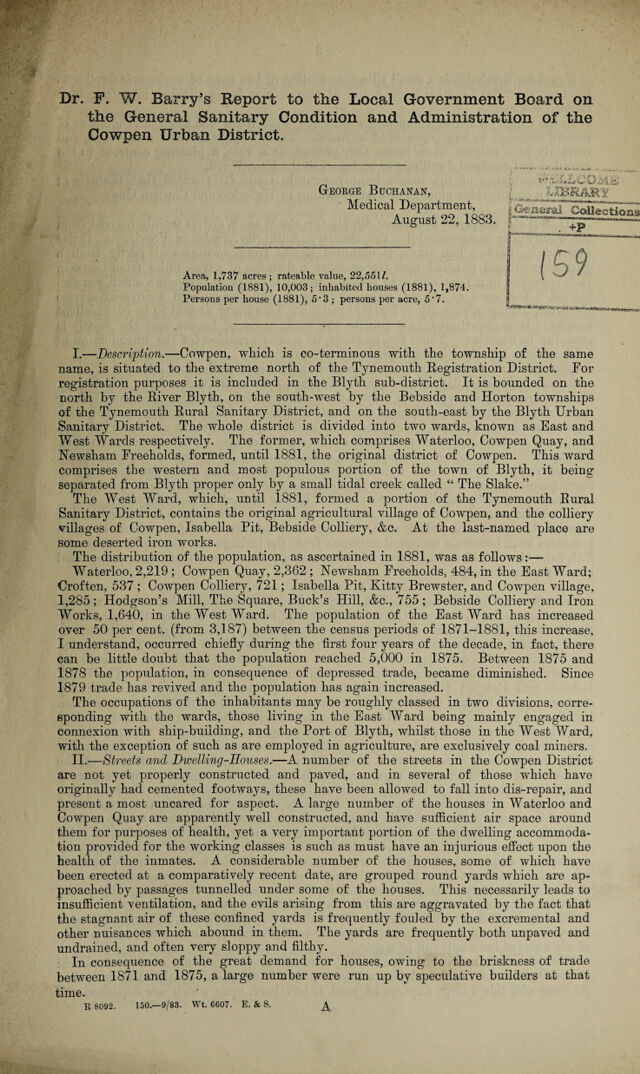 Dr. F. W. Barry's Report to the Local Government Board on
the General Sanitary Condition and Administration of the
Cowpen Urban District.
George Buchanan,
Medical Department,
August 22, 1883.
WELLCOME
LIBRARY
General Collections
+P
159
Area, 1,737 acres; rateable value, 22,551l.
Population (1881), 10,003; inhabited houses (1881), 1,874.
Persons per house (1881), 5·3; persons per acre, 5·7.
I.—Description.—Cowpen, which is co-terminous with the township of the same
name, is situated to the extreme north of the Tynemouth Registration District. For
registration purposes it is included in the Blyth sub-district. It is bounded on the
north by the River Blyth, on the south-west by the Bebside and Horton townships
of the Tynemouth Rural Sanitary District, and on the south-east by the Blyth Urban
Sanitary District. The whole district is divided into two wards, known as East and
West Wards respectively. The former, which comprises Waterloo, Cowpen Quay, and
Newsham Freeholds, formed, until 1881, the original district of Cowpen. This ward
comprises the western and most populous portion of the town of Blyth, it being
separated from Blyth proper only by a small tidal creek called “ The Slake.”
The West Ward, which, until 1881, formed a portion of the Tynemouth Rural
Sanitary District, contains the original agricultural village of Cowpen, and the colliery
villages of Cowpen, Isabella Pit, Bebside Colliery, &c. At the last-named place are
some deserted iron works.
The distribution of the population, as ascertained in 1881, was as follows:—
Waterloo, 2,219; Cowpen Quay, 2,362; Newsham Freeholds, 484, in the East Ward;
Croften, 537; Cowpen Colliery, 721; Isabella Pit, Kitty Brewster, and Cowpen village,
1,285; Hodgson's Mill, The Square, Buck's Hill, &c., 755; Bebside Colliery and Iron
Works, 1,640, in the West Ward. The population of the East Ward has increased
over 50 per cent. (from 3,187) between the census periods of 1871-1881, this increase,
I understand, occurred chiefly during the first four years of the decade, in fact, there
can be little doubt that the population reached 5,000 in 1875. Between 1875 and
1878 the population, in consequence of depressed trade, became diminished. Since
1879 trade has revived and the population has again increased.
The occupations of the inhabitants may be roughly classed in two divisions, corre-
sponding with the wards, those living in the East Ward being mainly engaged in
connexion with ship-building, and the Port of Blyth, whilst those in the West Ward,
with the exception of such as are employed in agriculture, are exclusively coal miners.
II.—Streets and Dwelling-Houses.—A number of the streets in the Cowpen District
are not yet properly constructed and paved, and in several of those which have
originally had cemented footways, these have been allowed to fall into dis-repair, and
present a most uncared for aspect. A large number of the houses in Waterloo and
Cowpen Quay are apparently well constructed, and have sufficient air space around
them for purposes of health, yet a very important portion of the dwelling accommoda-
tion provided for the working classes is such as must have an injurious effect upon the
health of the inmates. A considerable number of the houses, some of which have
been erected at a comparatively recent date, are grouped round yards which are ap-
proached by passages tunnelled under some of the houses. This necessarily leads to
insufficient ventilation, and the evils arising from this are aggravated by the fact that
the stagnant air of these confined yards is frequently fouled by the excremental and
other nuisances which abound in them. The yards are frequently both unpaved and
undrained, and often very sloppy and filthy.
In consequence of the great demand for houses, owing to the briskness of trade
between 1871 and 1875, a large number were run up by speculative builders at that
time.
R 8092. 150.—9/83. Wt. 6607. E. & S. A